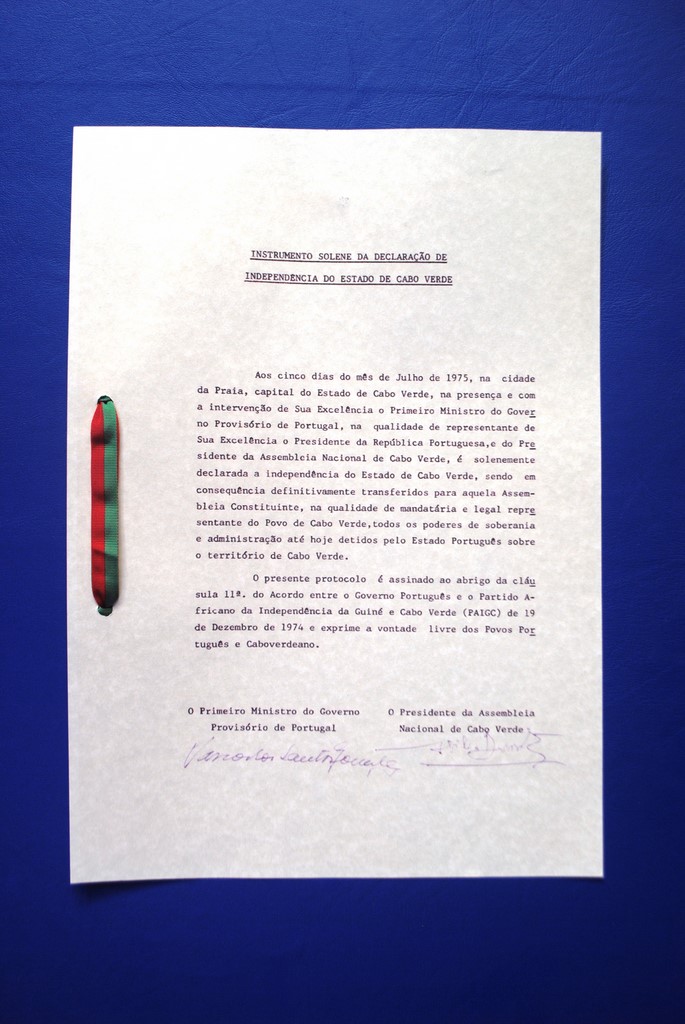 INSTRUMENTO SOLENE DA DECLARAÇÃO DE
INDEPENDÊNCIA DO ESTADO DE CABO VERDE
Aos cinco dias do mês de Julho de 1975, na cidade
da Praia, capital do Estado de Cabo Verde, na presença e com
a intervenção de Sua Excelência o Primeiro Ministro do Gover
no Provisório de Portugal, na qualidade de representante de
Sua Excelência o Presidente da República Portuguesa,e do Pre
sidente da Assembleia Nacional de Cabo Verde, é solenemente
declarada a independência do Estado de Cabo Verde, sendo em
consequência definitivamente transferidos para aquela Assem-
bleia Constituinte, na qualidade de mandatária e legal repre
sentante do Povo de Cabo Verde,todos os poderes de soberania
e administração até hoje detidos pelo Estado Português sobre
o território de Cabo Verde.
O presente protocolo é assinado ao abrigo da cláu
sula 11ª. do Acordo entre o Governo Português e o Partido A-
fricano da Independência da Guiné e Cabo Verde (PAIGC) de 19
de Dezembro de 1974 e exprime a vontade livre dos Povos Por
tuguês e Caboverdeano.
O Primeiro Ministro do Governo
Provisório de Portugal
O Presidente da Assembleia
Nacional de Cabo Verde
Vasco dos Santos Gonçalves